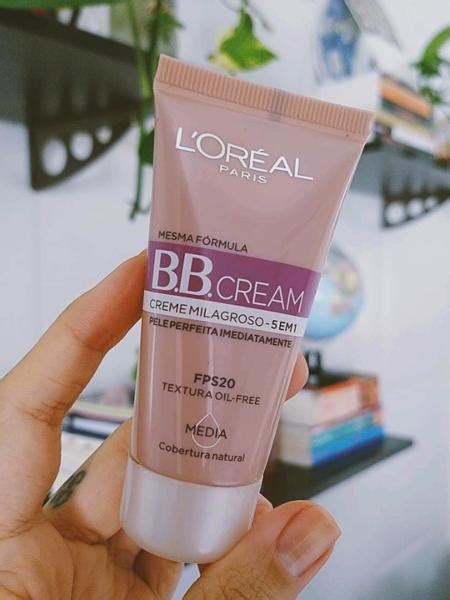 L'ORÉAL
PARIS
MESMA FÓRMULA
B.B. CREAM
CREME MILAGROSO - 5 EM 1
PELE PERFEITA IMEDIATAMENTE
FPS20
TEXTURA OIL-FREE
MEDIA
Cobertura natural